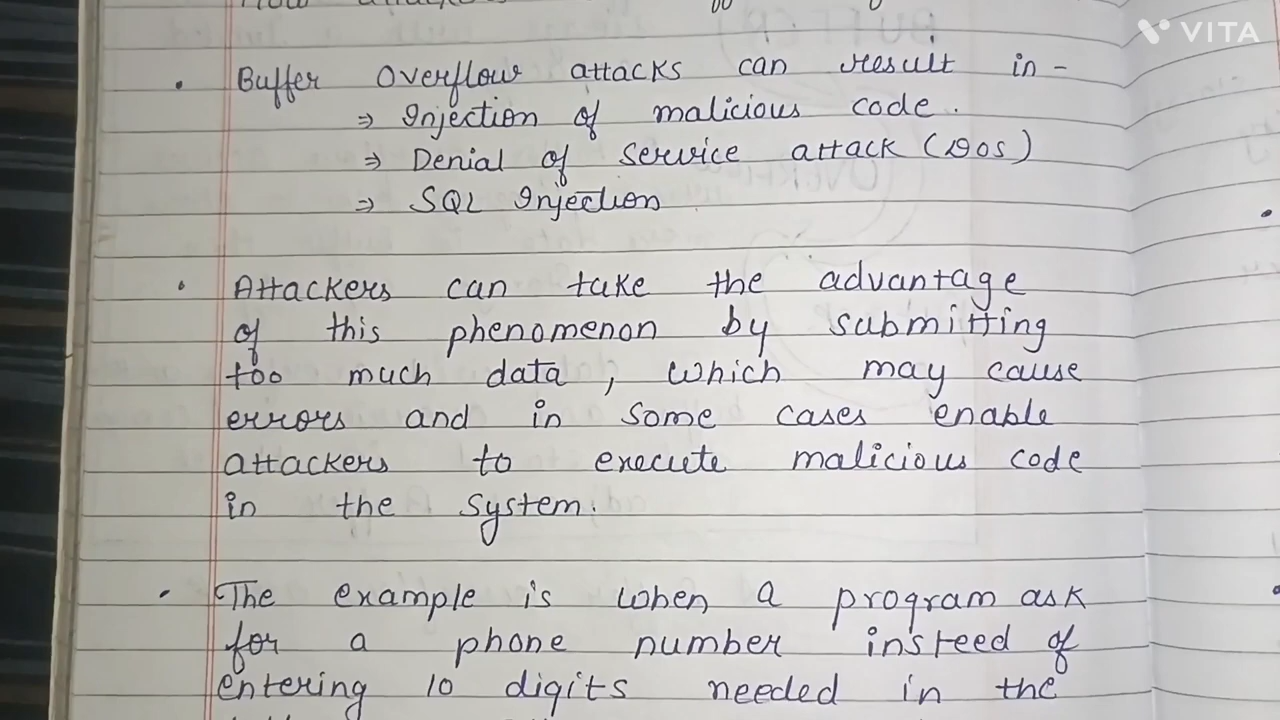 VITA
• Buffer Overflow attacks can result in -
⇒ Injection of malicious code.
⇒ Denial of service attack (DOS)
⇒ SQL Injection
• Attackers can take the advantage
of this phenomenon by submitting
too much data, which may cause
errors and in some cases enable
attackers to execute malicious code
in the system.
• The example is when a program ask
for a phone number insteed of
entering 10 digits needed in the